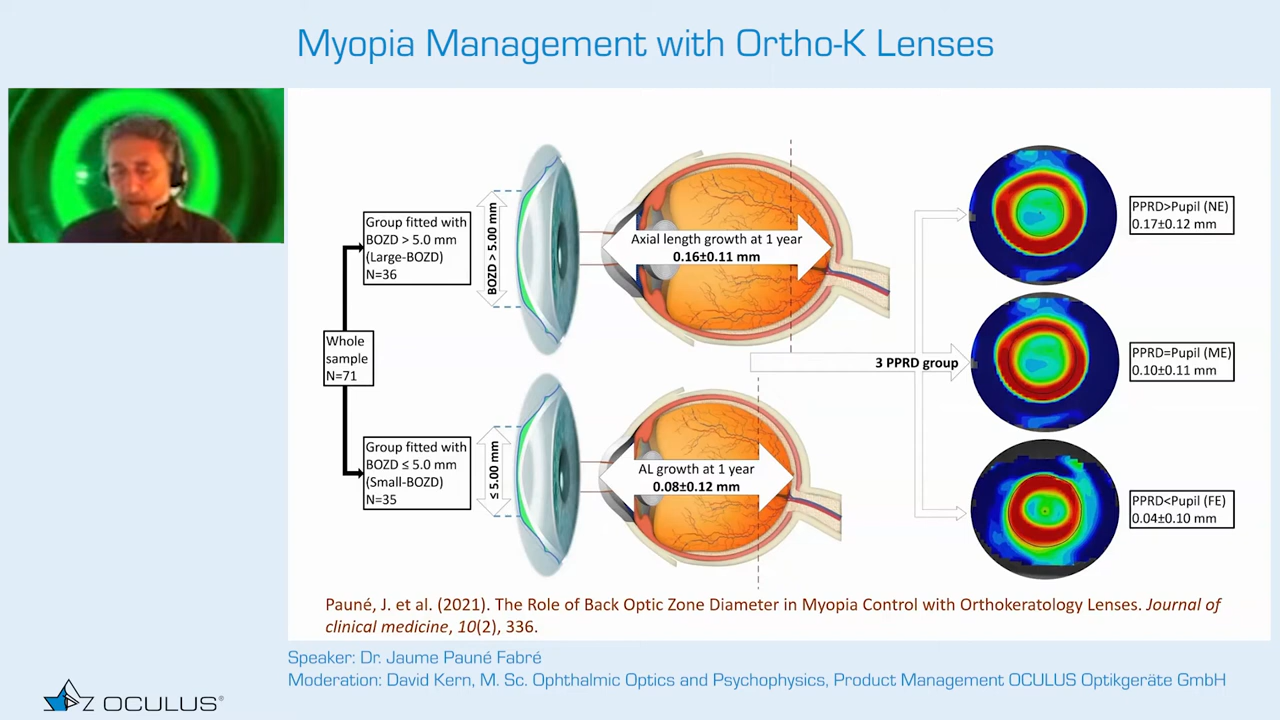 Myopia Management with Ortho-K Lenses
Group fitted with
BOZD > 5.0 mm
(Large-BOZD)
N=36
BOZD > 5.00 mm
Axial length growth at 1 year
0.16±0.11 mm
PPRD>Pupil (NE)
0.17±0.12 mm
Whole
sample
N=71
3 PPRD group
PPRD=Pupil (ME)
0.10±0.11 mm
Group fitted with
BOZD ≤ 5.0 mm
(Small-BOZD)
N=35
≤ 5.00 mm
AL growth at 1 year
0.08±0.12 mm
PPRD<Pupil (FE)
0.04±0.10 mm
Pauné, J. et al. (2021). The Role of Back Optic Zone Diameter in Myopia Control with Orthokeratology Lenses. Journal of
clinical medicine, 10(2), 336.
Speaker: Dr. Jaume Pauné Fabré
Moderation: David Kern, M. Sc. Ophthalmic Optics and Psychophysics, Product Management OCULUS Optikgeräte GmbH
OCULUS®